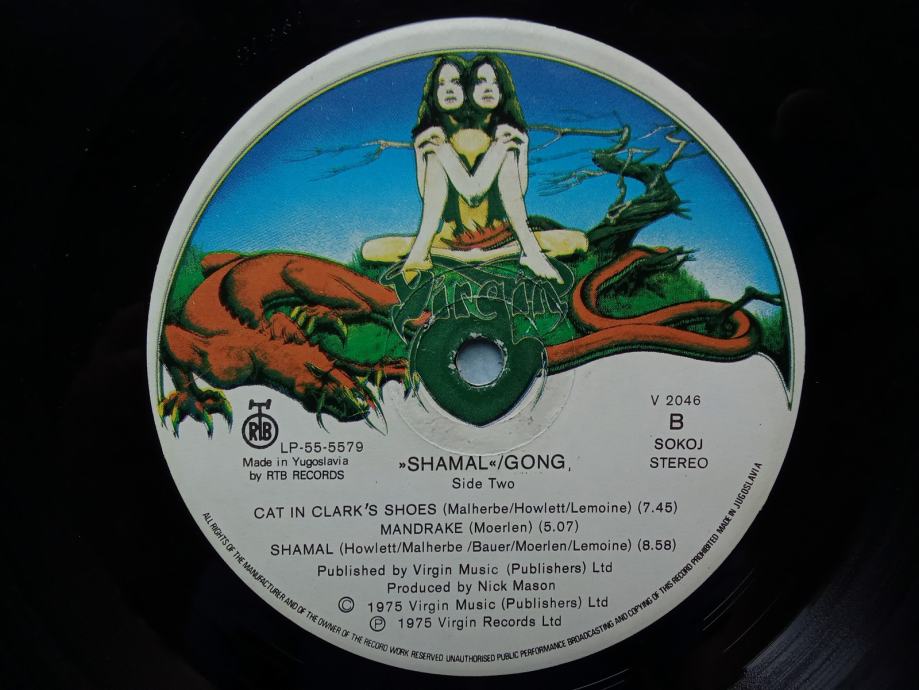 Virgin
RTB
LP-55-5579
Made in Yugoslavia
by RTB RECORDS
V 2046
B
SOKOJ
STEREO
»SHAMAL«/GONG
Side Two
CAT IN CLARK'S SHOES (Malherbe/Howlett/Lemoine) (7.45)
MANDRAKE (Moerlen) (5.07)
SHAMAL (Howlett/Malherbe /Bauer/Moerlen/Lemoine) (8.58)
Published by Virgin Music (Publishers) Ltd
Produced by Nick Mason
© 1975 Virgin Music (Publishers) Ltd
℗ 1975 Virgin Records Ltd
ALL RIGHTS OF THE MANUFACTURER AND OF THE OWNER OF THE RECORD WORK RESERVED UNAUTHORISED PUBLIC PERFORMANCE BROADCASTING AND COPYING OF THIS RECORD PROHIBITED MADE IN JUGOSLAVIA